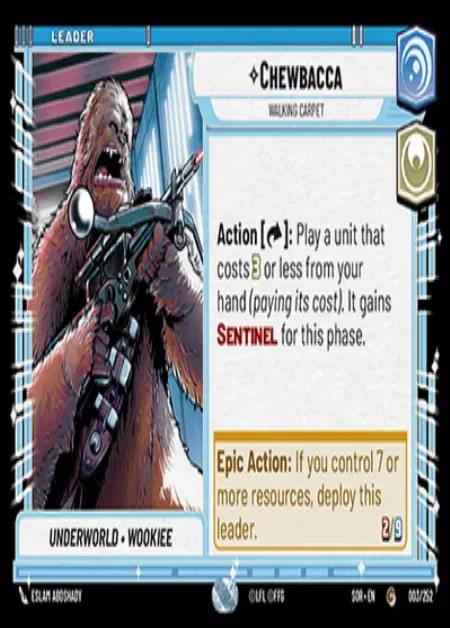 LEADER
CHEWBACCA
WALKING CARPET
Action [ ]: Play a unit that
costs 3 or less from your
hand (paying its cost). It gains
SENTINEL for this phase.
Epic Action: If you control 7 or
more resources, deploy this
leader.
2/9
UNDERWORLD • WOOKIEE
ESLAM ABOSHADY
©LFL ©FFG
SOR • EN C 003/252